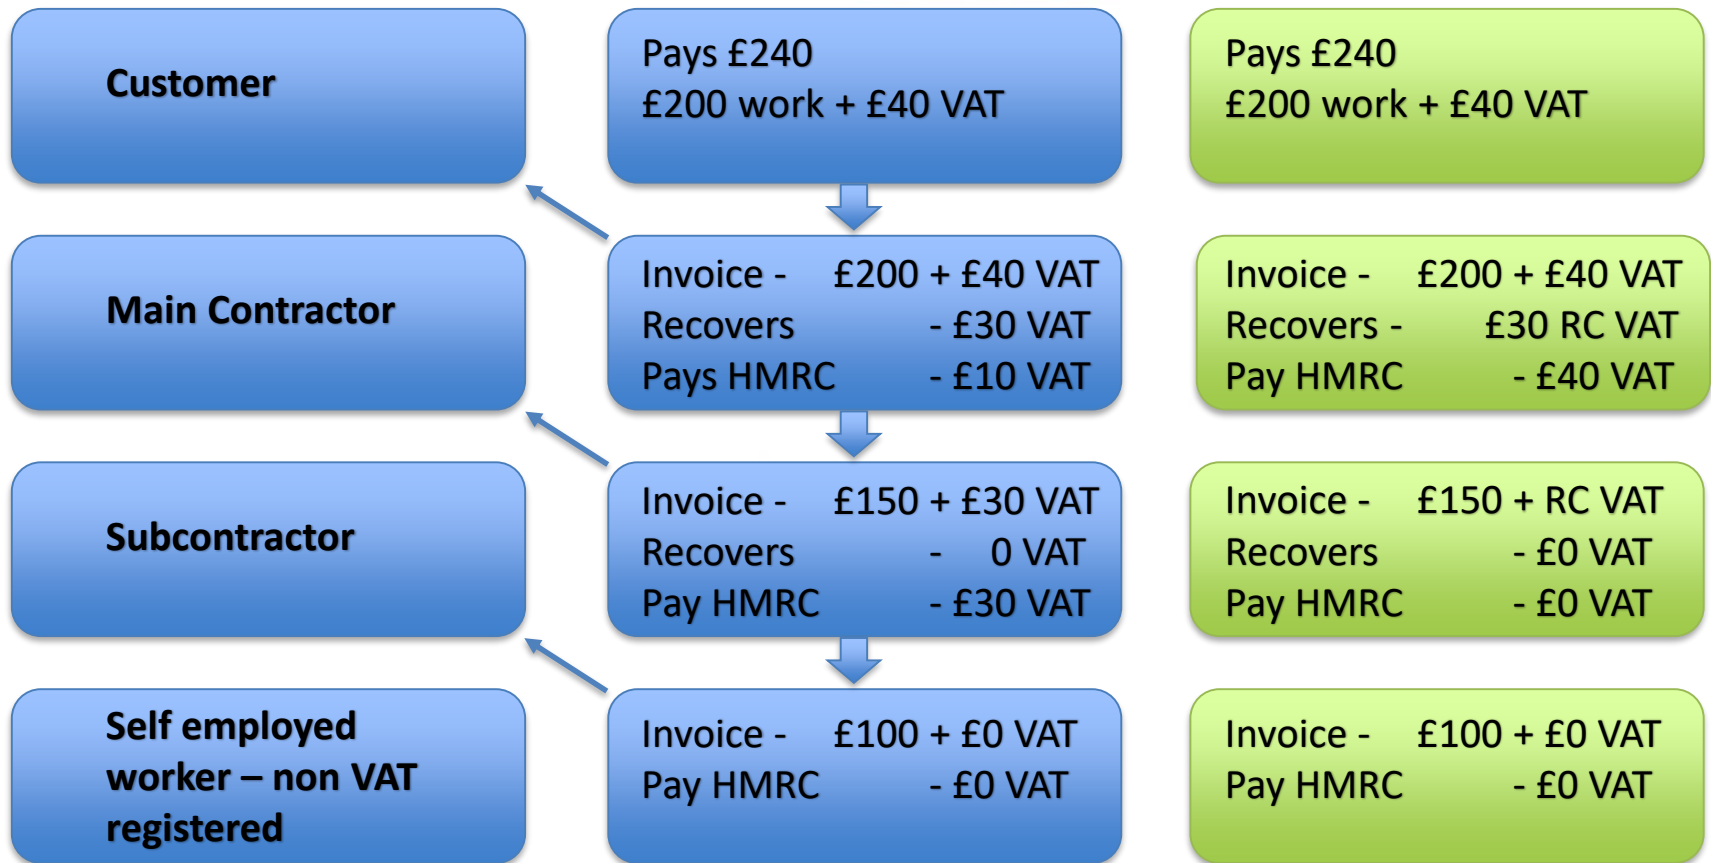 Customer
Pays £240
£200 work + £40 VAT
Pays £240
£200 work + £40 VAT
Main Contractor
Invoice - £200 + £40 VAT
Recovers - £30 VAT
Pays HMRC - £10 VAT
Invoice - £200 + £40 VAT
Recovers - £30 RC VAT
Pay HMRC - £40 VAT
Subcontractor
Invoice - £150 + £30 VAT
Recovers - 0 VAT
Pay HMRC - £30 VAT
Invoice - £150 + RC VAT
Recovers - £0 VAT
Pay HMRC - £0 VAT
Self employed
worker – non VAT
registered
Invoice - £100 + £0 VAT
Pay HMRC - £0 VAT
Invoice - £100 + £0 VAT
Pay HMRC - £0 VAT